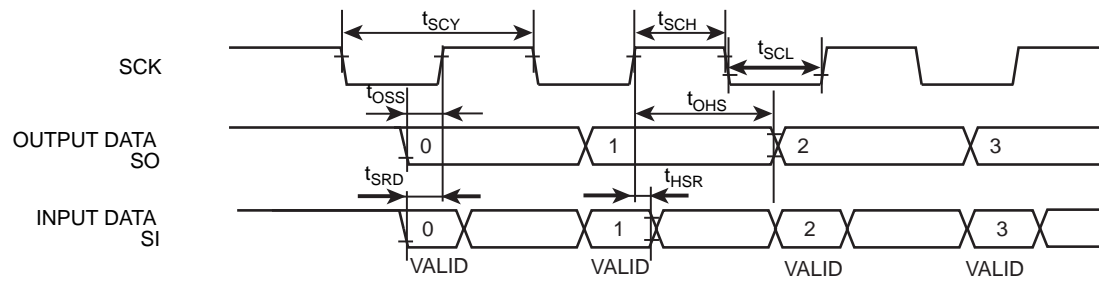 tSCY tSCH
SCK tSCL
tOSS tOHS
OUTPUT DATA 0 1 2 3
SO
tSRD tHSR
INPUT DATA 0 1 2 3
SI
VALID VALID VALID VALID